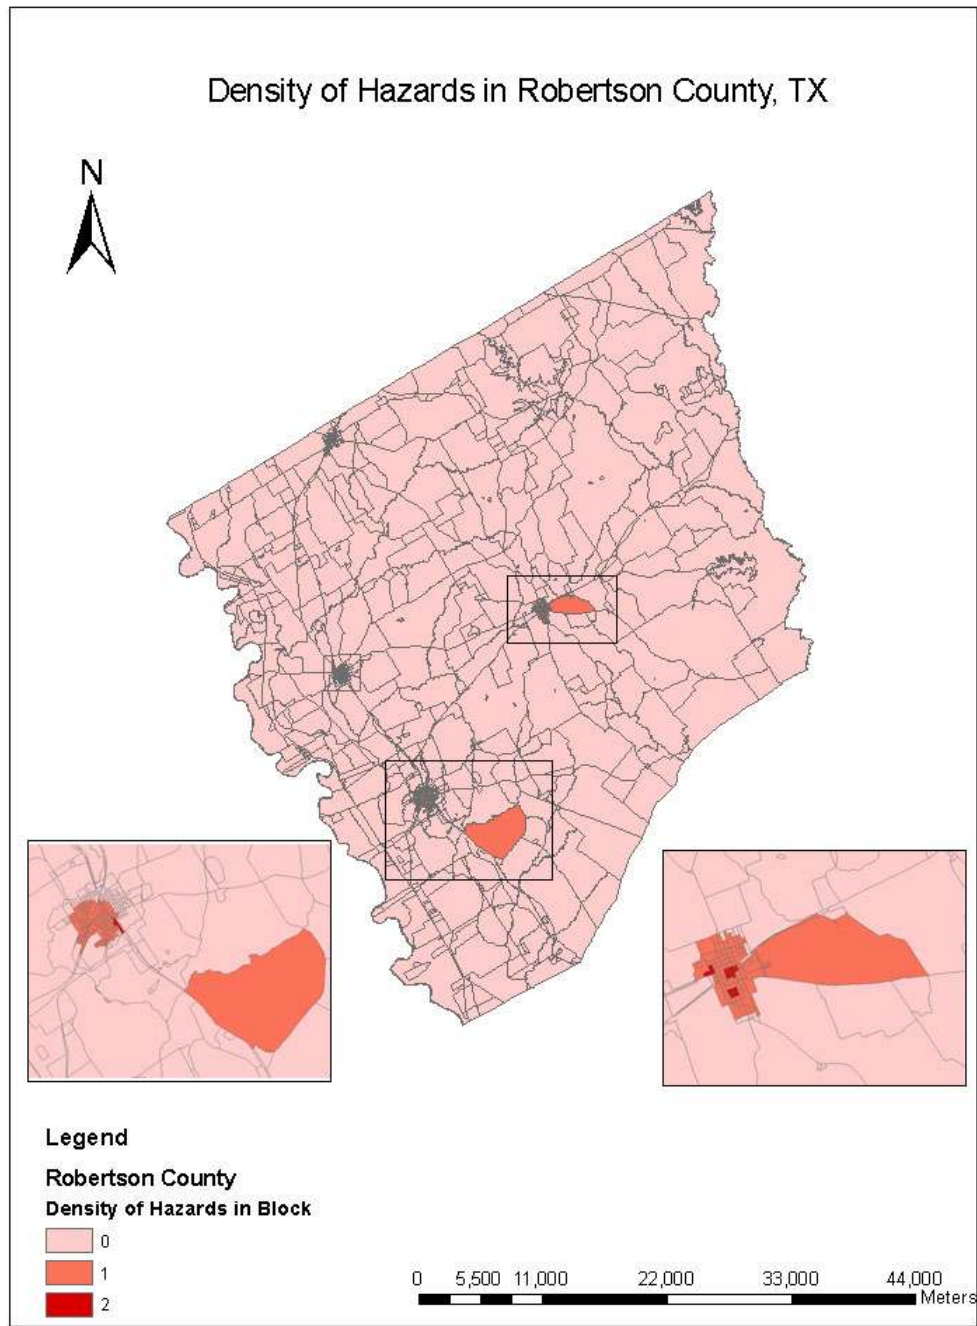 Density of Hazards in Robertson County, TX
N
Legend
Robertson County
Density of Hazards in Block
0
1
2
0 5,500 11,000 22,000 33,000 44,000
Meters